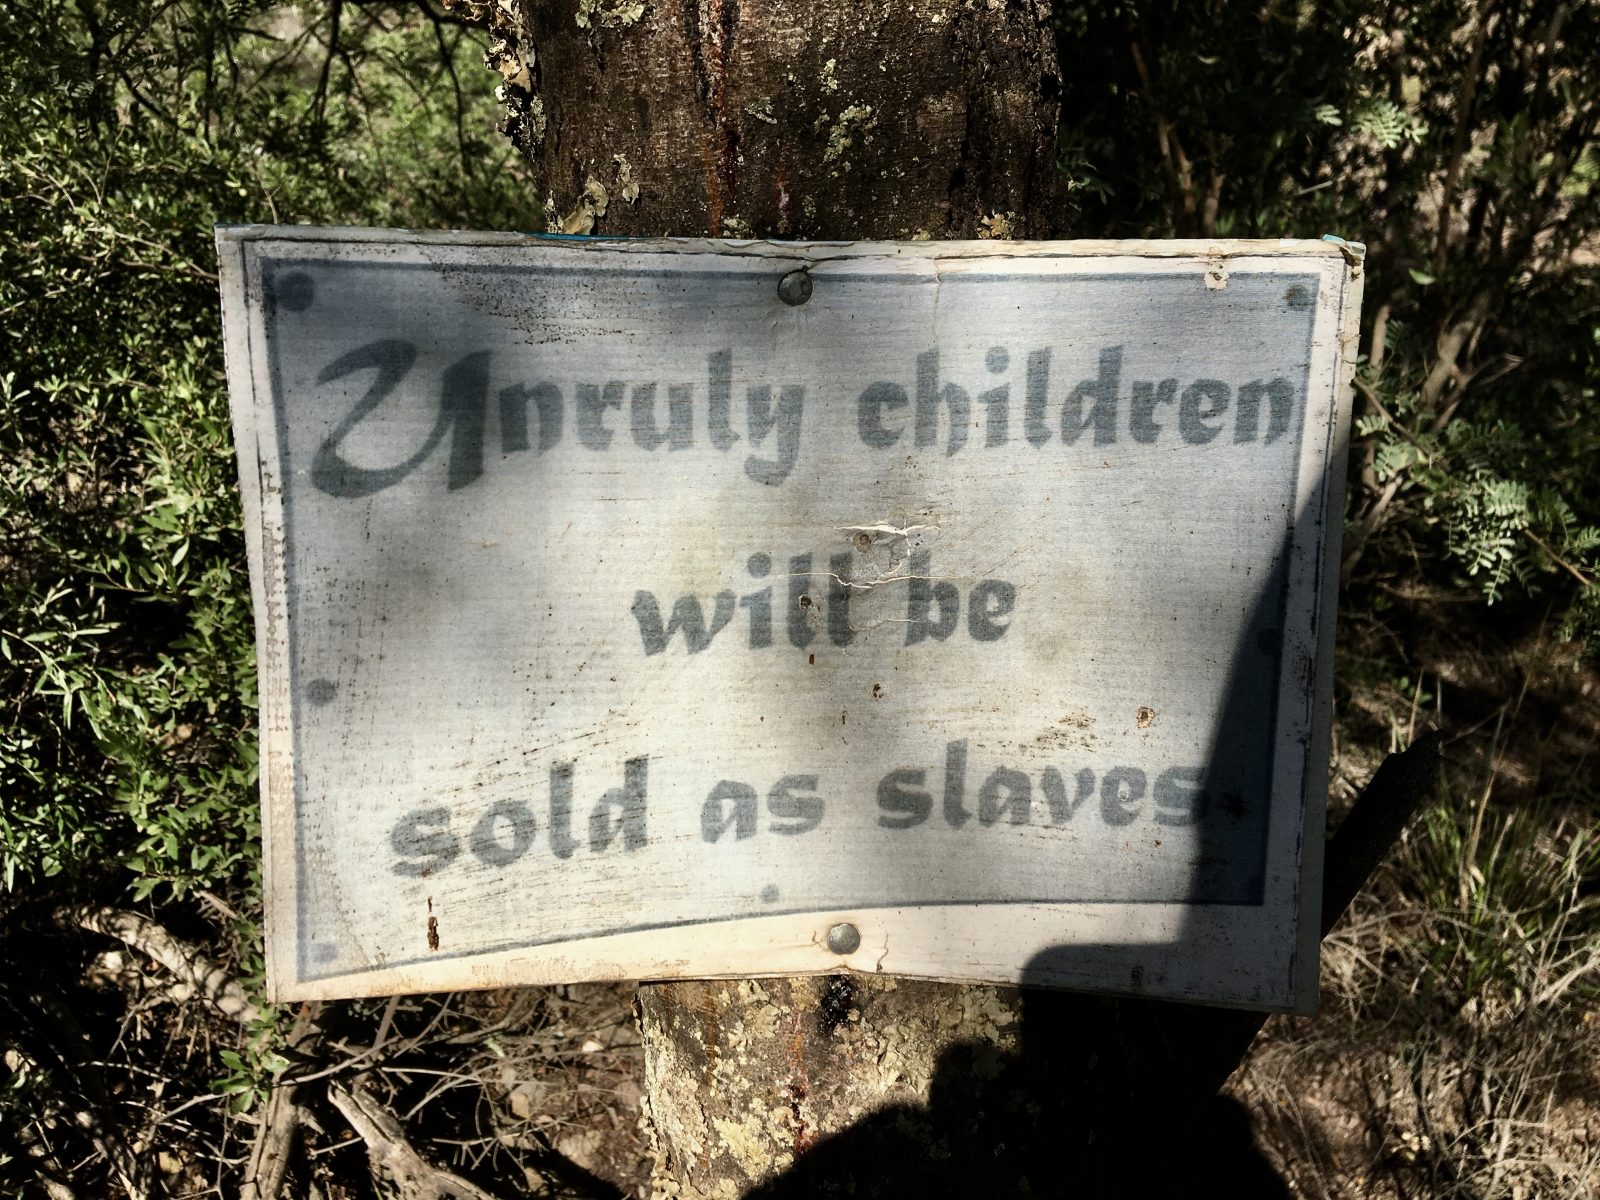 Unruly children
will be
sold as slaves